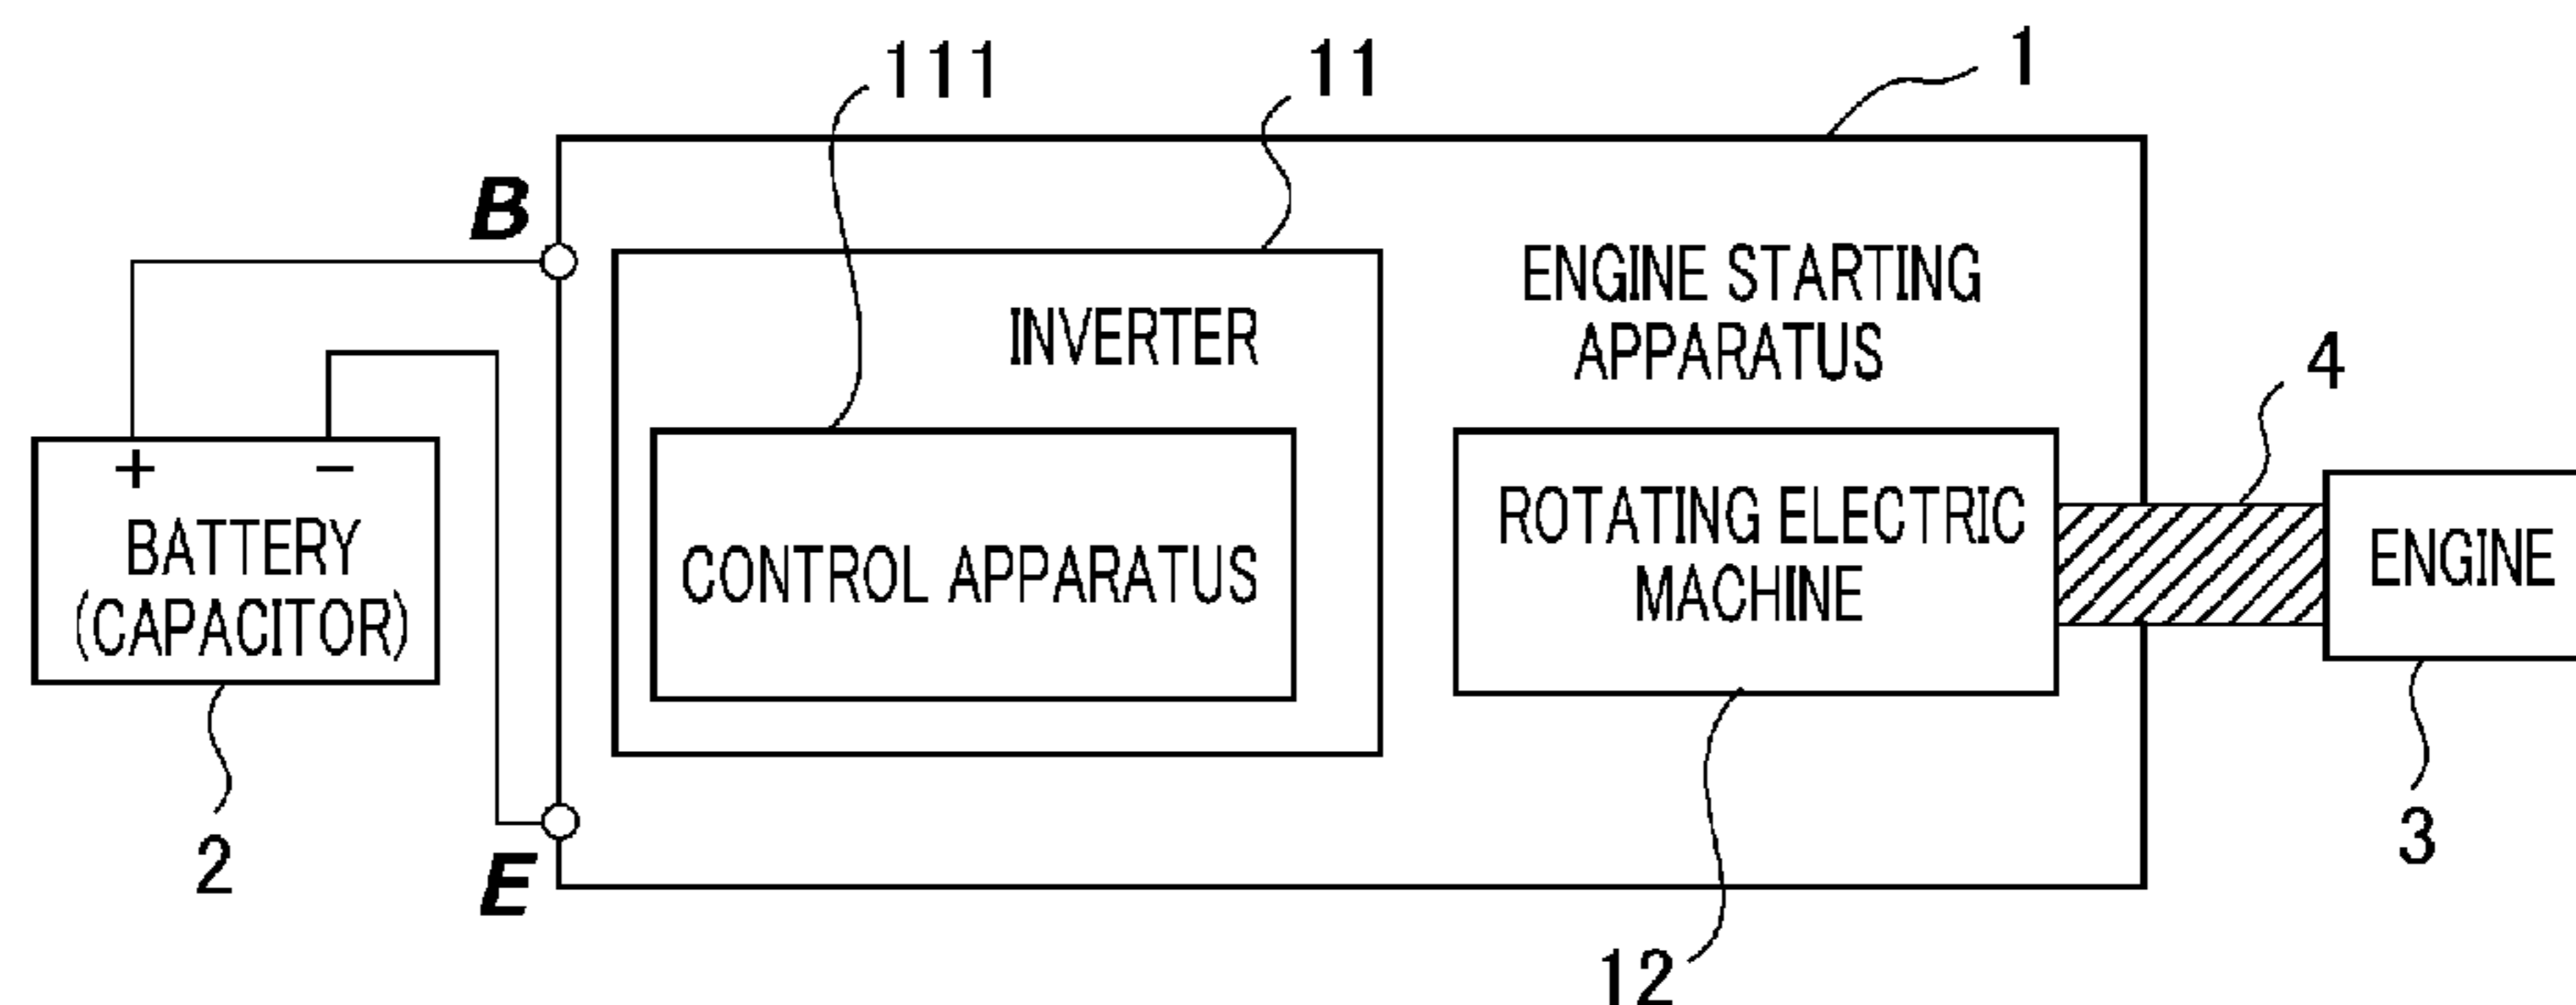 111
11
1
B
ENGINE STARTING
APPARATUS
INVERTER
4
+ −
BATTERY
(CAPACITOR)
CONTROL APPARATUS
ROTATING ELECTRIC
MACHINE
ENGINE
2
E
3
12